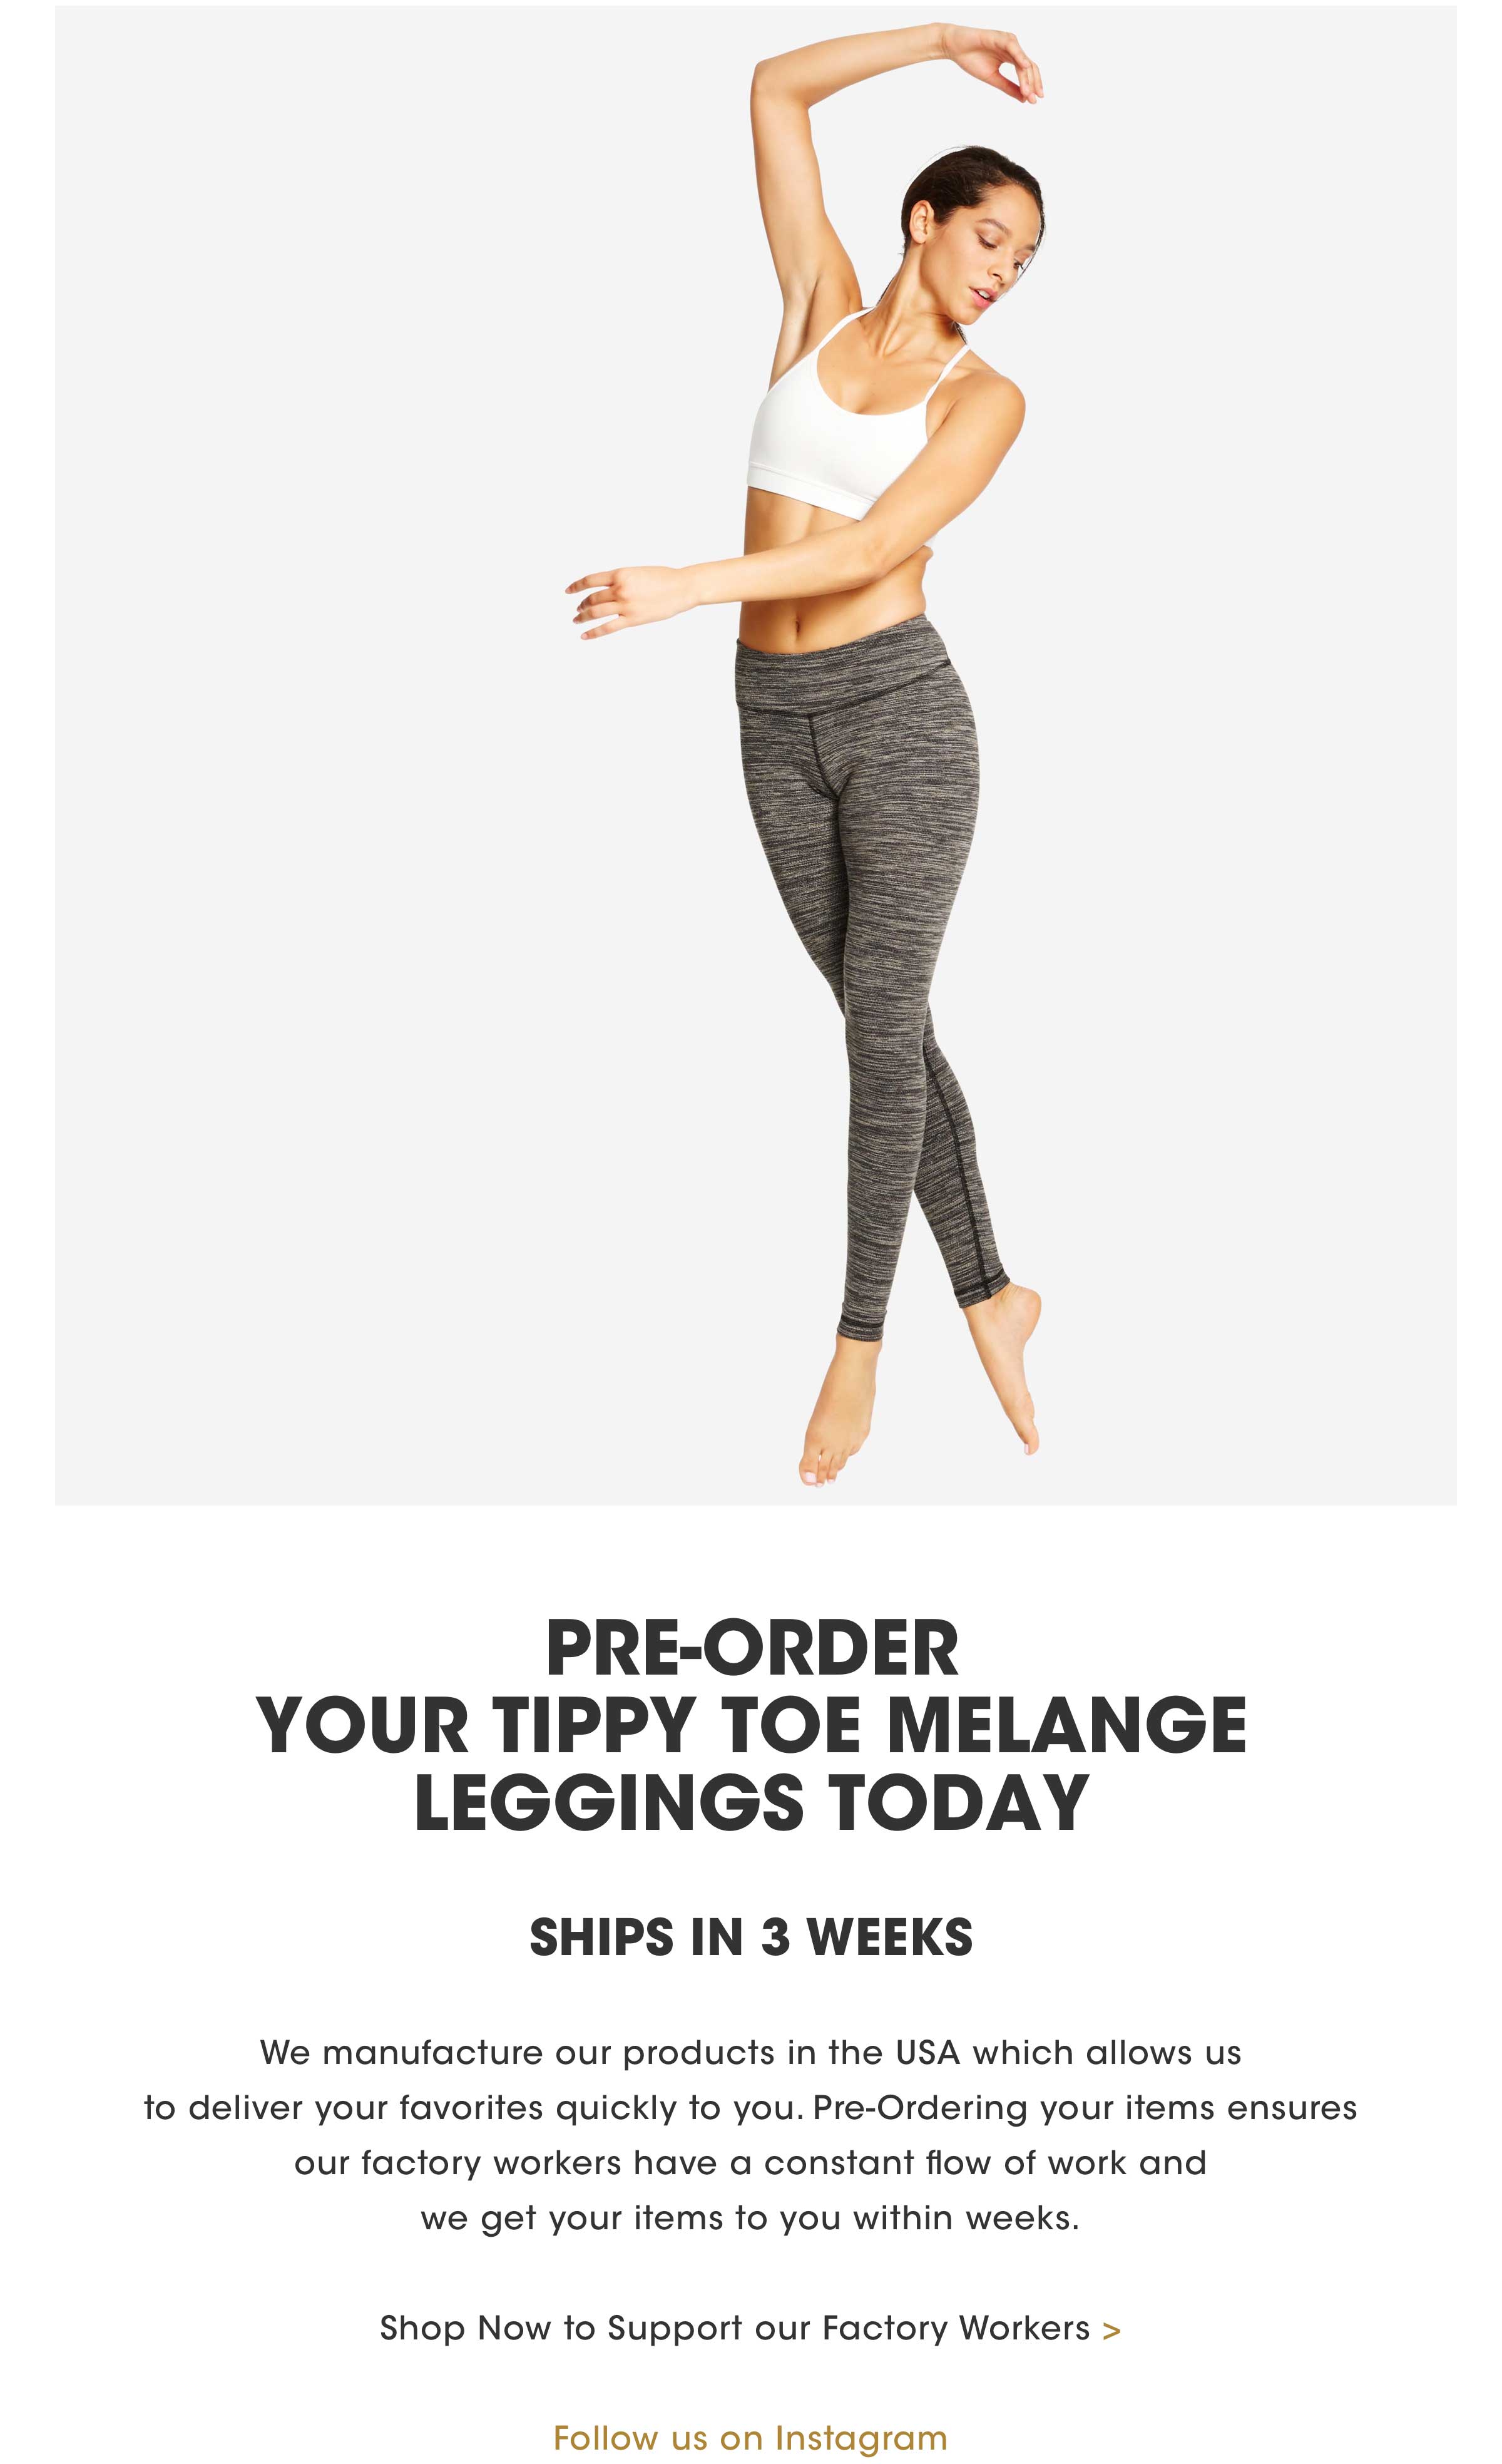 PRE-ORDER
YOUR TIPPY TOE MELANGE
LEGGINGS TODAY
SHIPS IN 3 WEEKS
We manufacture our products in the USA which allows us
to deliver your favorites quickly to you. Pre-Ordering your items ensures
our factory workers have a constant flow of work and
we get your items to you within weeks.
Shop Now to Support our Factory Workers >
Follow us on Instagram